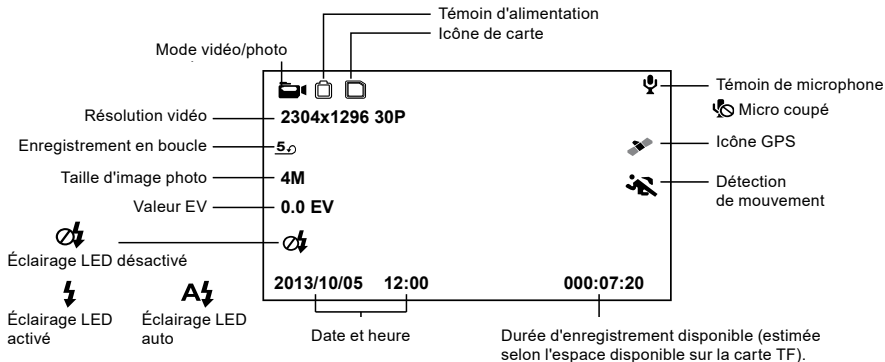 Témoin d'alimentation
Icône de carte
Mode vidéo/photo
Témoin de microphone
Micro coupé
Résolution vidéo
2304x1296 30P
Enregistrement en boucle
5
Icône GPS
Taille d'image photo
4M
Détection
de mouvement
Valeur EV
0.0 EV
Éclairage LED désactivé
2013/10/05 12:00 000:07:20
A
Éclairage LED
activé
Éclairage LED
auto
Date et heure
Durée d'enregistrement disponible (estimée
selon l'espace disponible sur la carte TF).